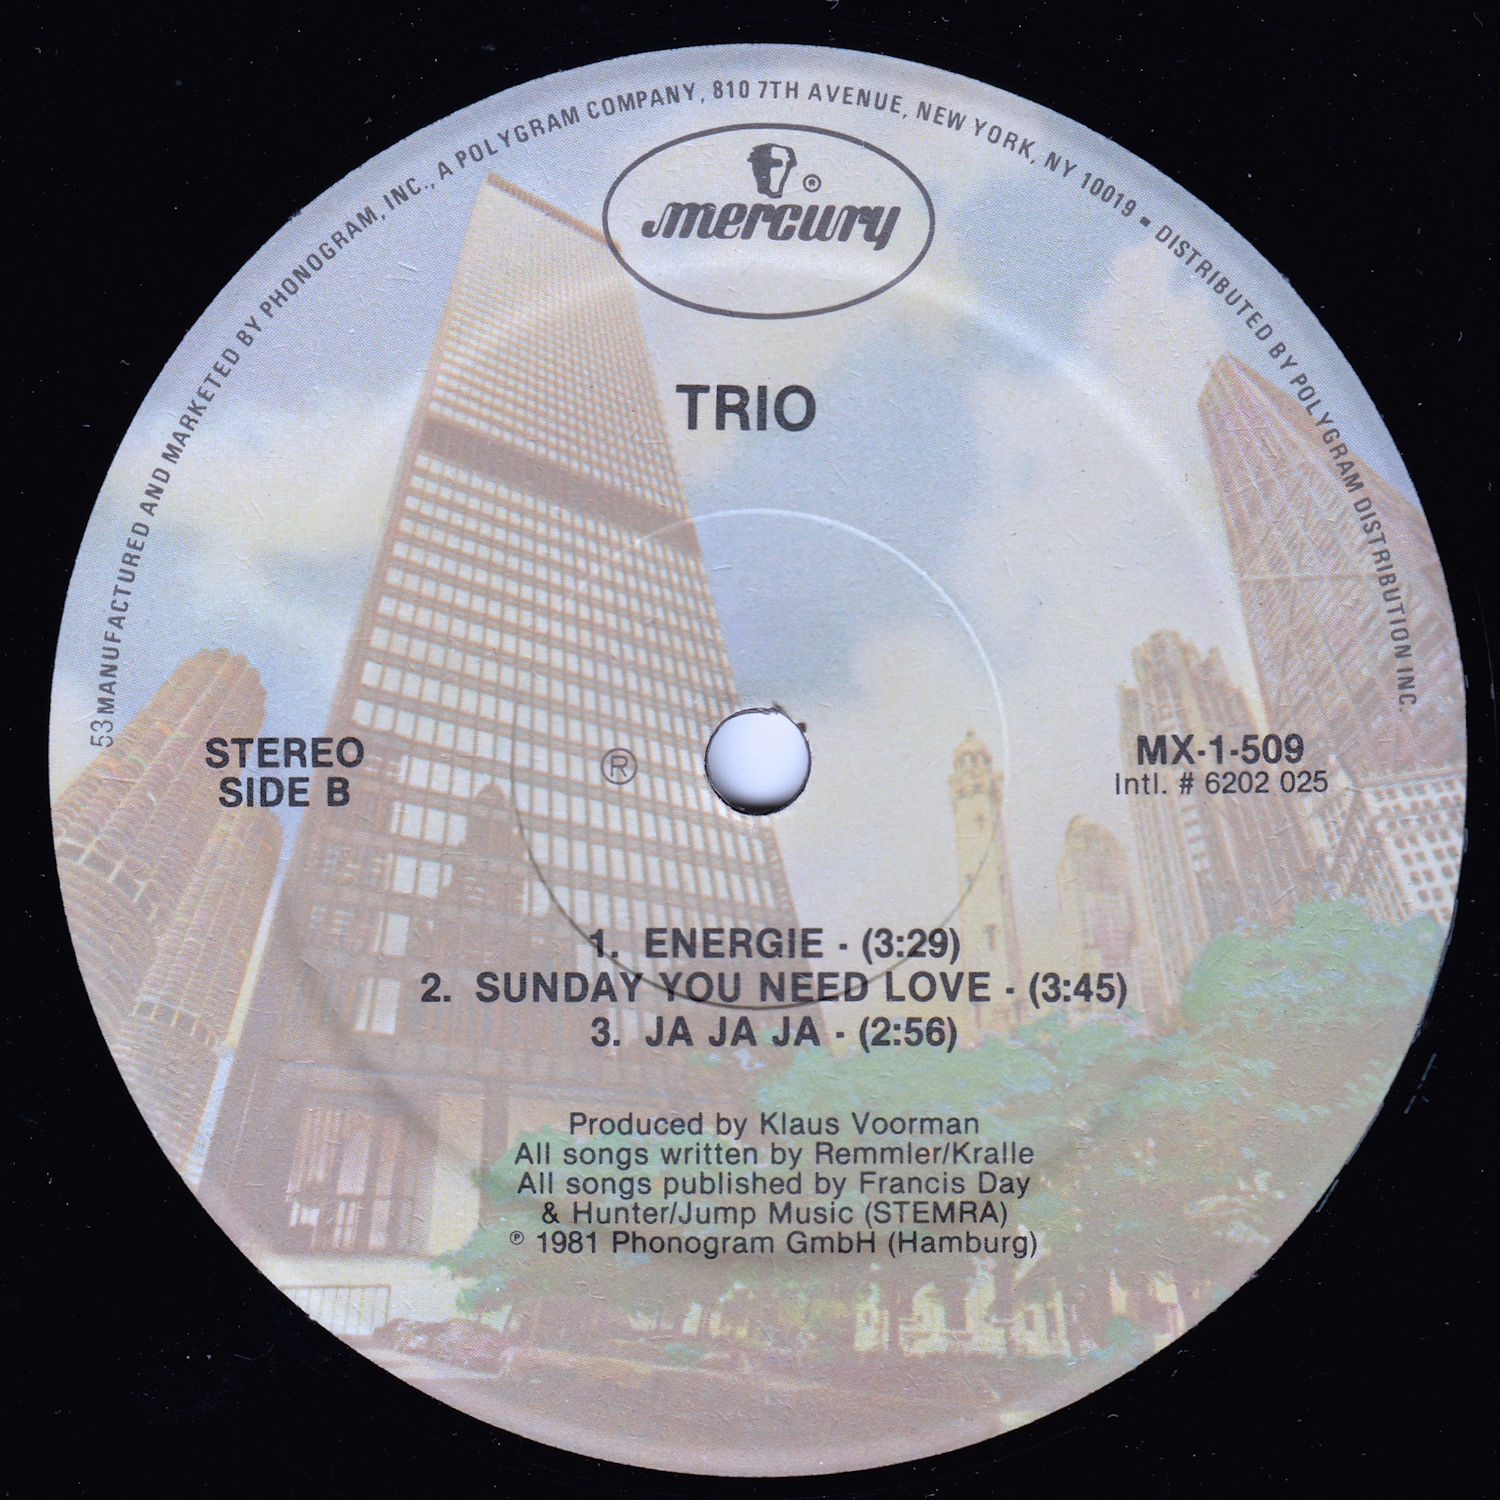 53 MANUFACTURED AND MARKETED BY PHONOGRAM, INC., A POLYGRAM COMPANY, 810 7TH AVENUE, NEW YORK, NY 10019 ▪ DISTRIBUTED BY POLYGRAM DISTRIBUTION INC.
mercury ®
TRIO
STEREO
SIDE B
®
MX-1-509
Intl. # 6202 025
1. ENERGIE - (3:29)
2. SUNDAY YOU NEED LOVE - (3:45)
3. JA JA JA - (2:56)
Produced by Klaus Voorman
All songs written by Remmler/Kralle
All songs published by Francis Day
& Hunter/Jump Music (STEMRA)
℗ 1981 Phonogram GmbH (Hamburg)